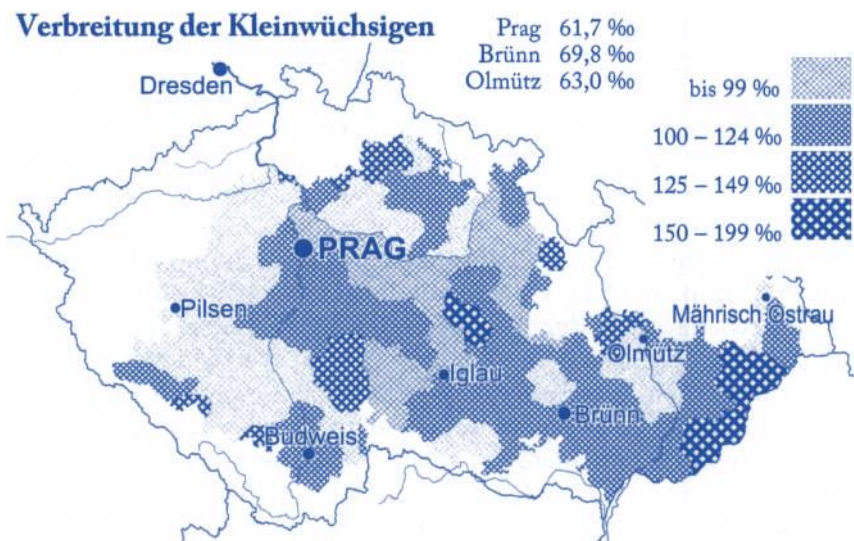 Verbreitung der Kleinwüchsigen
Prag 61,7 ‰
Brünn 69,8 ‰
Olmütz 63,0 ‰
bis 99 ‰
100 – 124 ‰
125 – 149 ‰
150 – 199 ‰
Dresden
PRAG
Pilsen
Mährisch Ostrau
Olmütz
Iglau
Brünn
Budweis